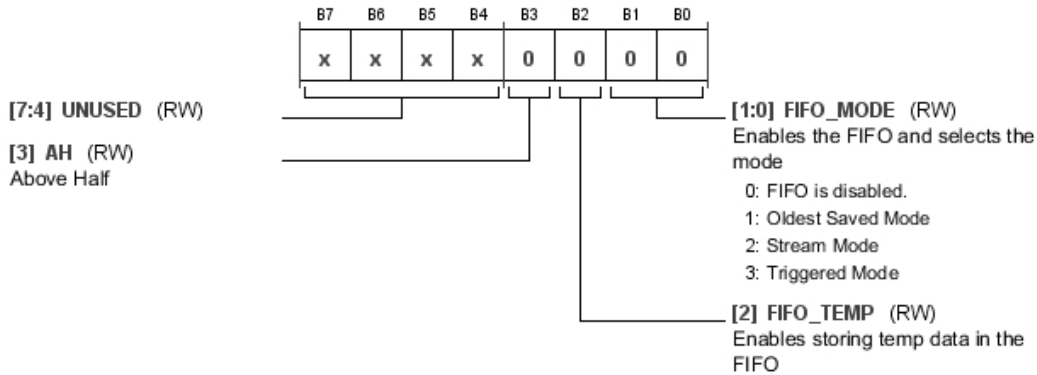 B7 B6 B5 B4 B3 B2 B1 B0
x x x x 0 0 0 0
[7:4] UNUSED (RW)
[3] AH (RW)
Above Half
[1:0] FIFO_MODE (RW)
Enables the FIFO and selects the
mode
0: FIFO is disabled.
1: Oldest Saved Mode
2: Stream Mode
3: Triggered Mode
[2] FIFO_TEMP (RW)
Enables storing temp data in the
FIFO